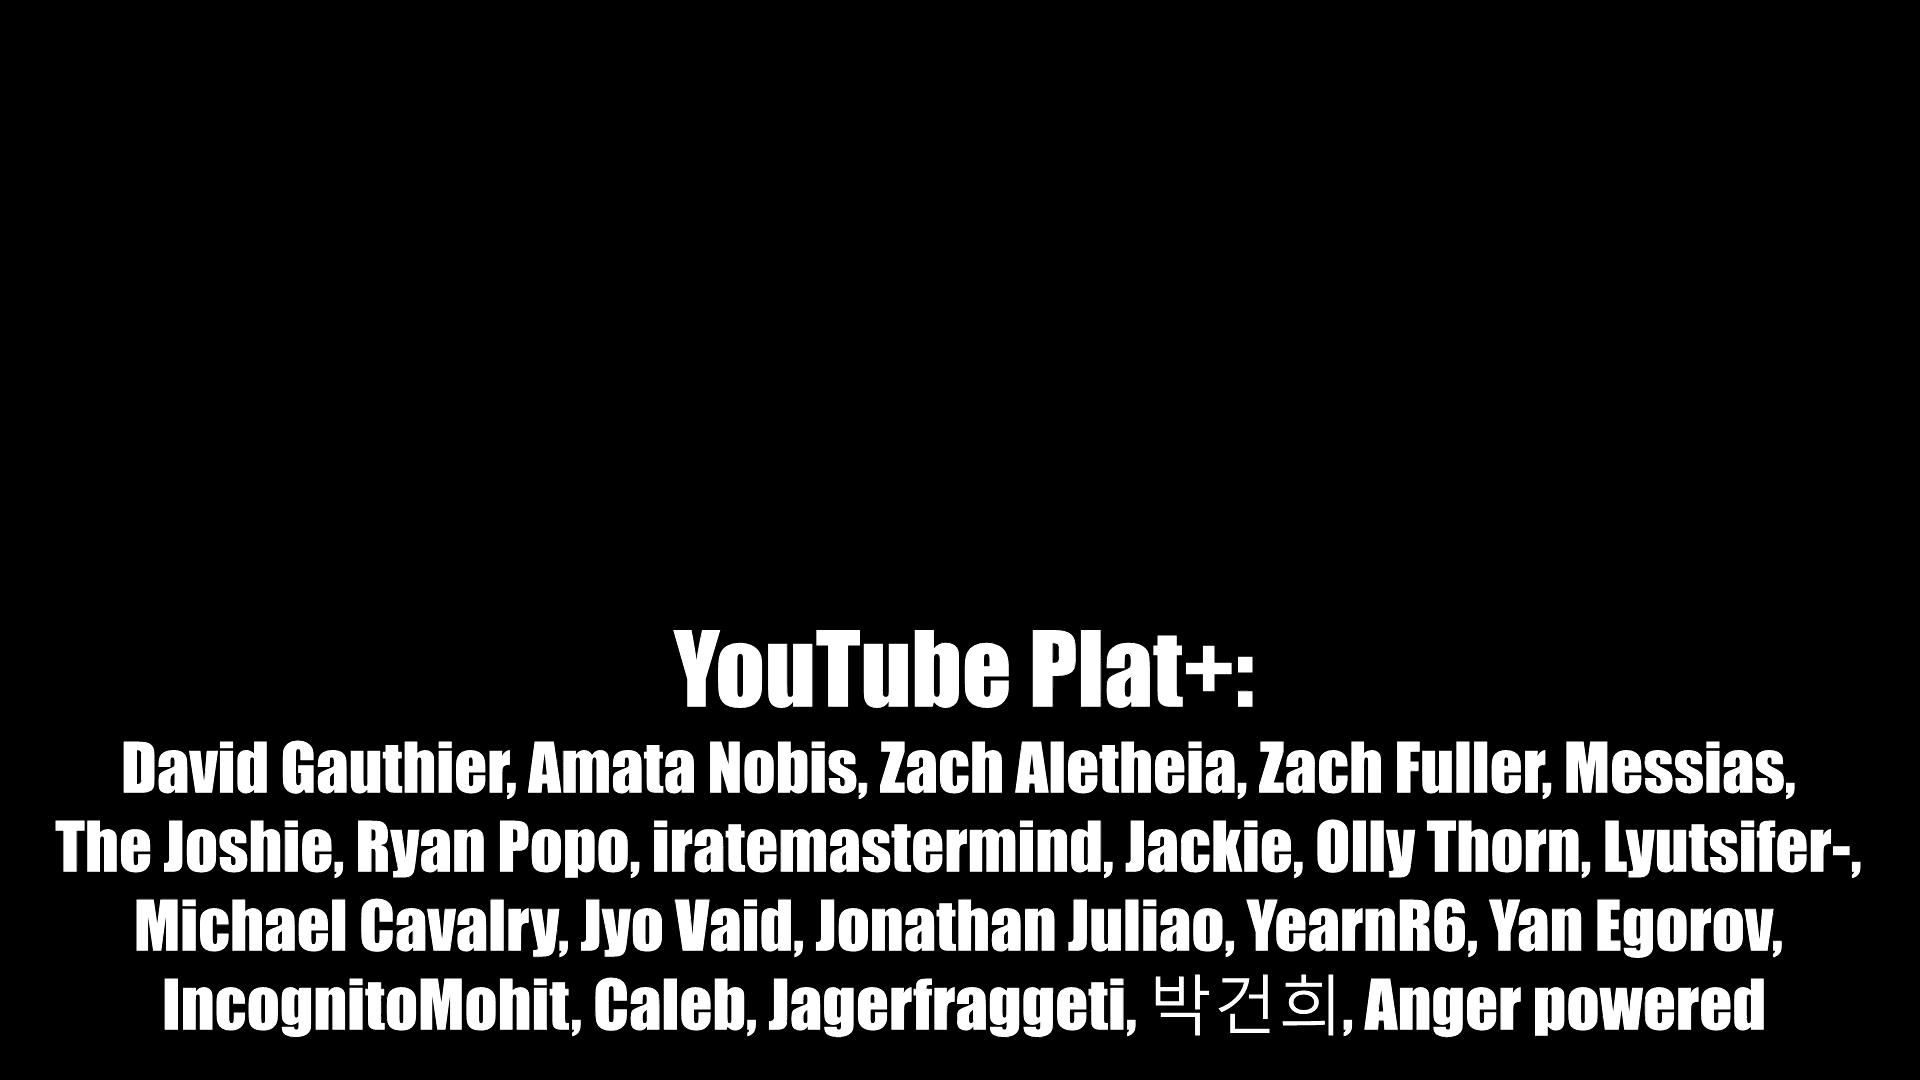 YouTube Plat+:
David Gauthier, Amata Nobis, Zach Aletheia, Zach Fuller, Messias,
The Joshie, Ryan Popo, iratemastermind, Jackie, Olly Thorn, Lyutsifer-,
Michael Cavalry, Jyo Vaid, Jonathan Juliao, YearnR6, Yan Egorov,
IncognitoMohit, Caleb, Jagerfraggeti, 박건희, Anger powered